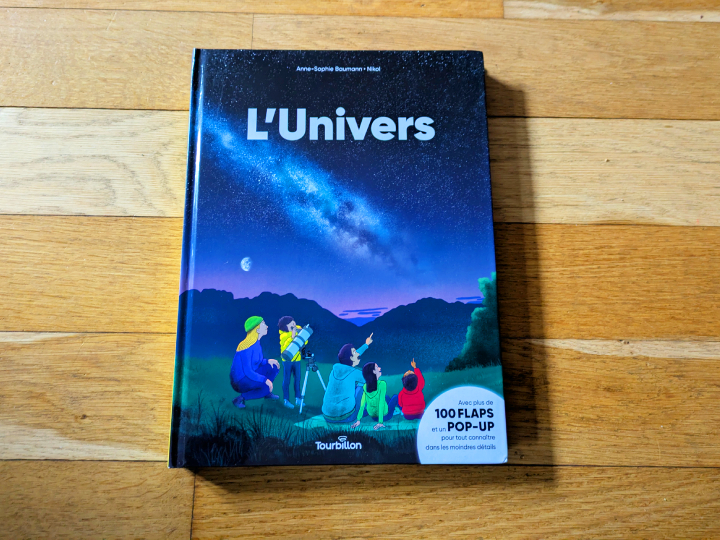 Anne-Sophie Baumann • Nikol
L'Univers
Avec plus de
100 FLAPS
et un POP-UP
pour tout connaître
dans les moindres détails
Tourbillon